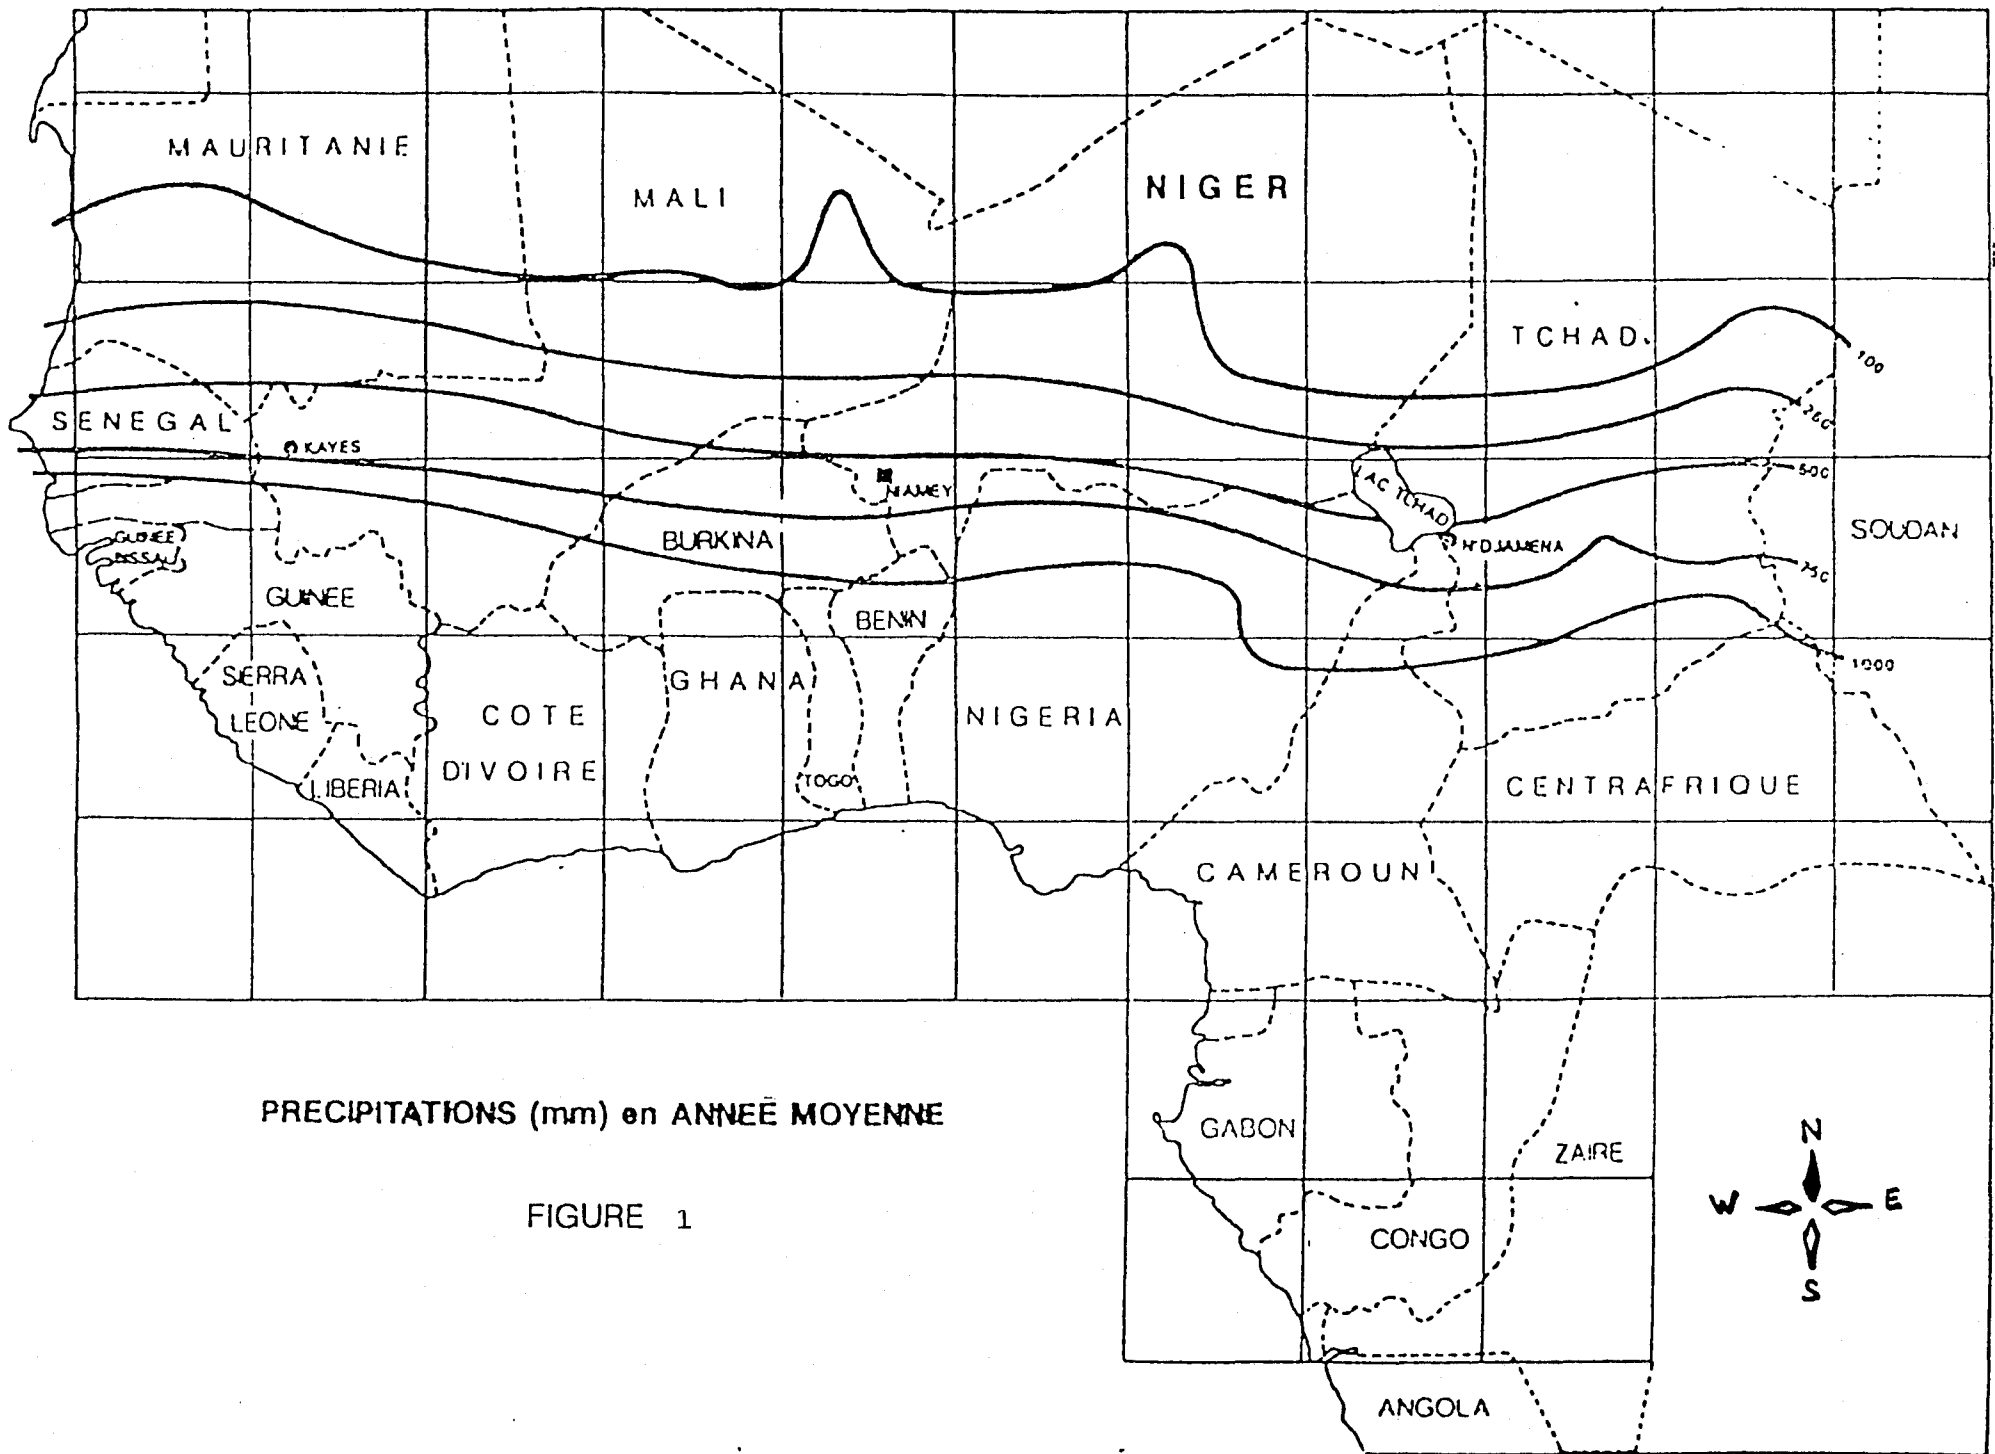 MAURITANIE
MALI
NIGER
TCHAD
100
SENEGAL
KAYES
500
LAC TCHAD
NIAMEY
SOUDAN
BURKINA
N'DJAMENA
GUINEE
BISSAU
750
GUINEE
BENIN
1000
SERRA
LEONE
GHANA
COTE
D'IVOIRE
NIGERIA
LIBERIA
TOGO
CENTRAFRIQUE
CAMEROUN
PRECIPITATIONS (mm) en ANNEE MOYENNE
GABON
N
ZAIRE
W E
FIGURE 1
CONGO
S
ANGOLA